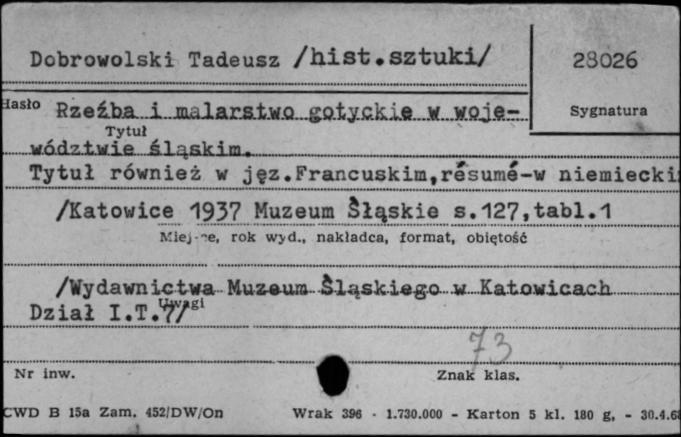 Dobrowolski Tadeusz /hist.sztuki/
28026
Hasło Rzeźba i malarstwo gotyckie w woje-
Sygnatura
Tytuł
wództwie śląskim.
Tytuł również w jęz.Francuskim,résumé-w niemiecki
/Katowice 1937 Muzeum Śląskie s.127,tabl.1
Miejsce, rok wyd., nakładca, format, objętość
/Wydawnictwa Muzeum Śląskiego w Katowicach
Uwagi
Dział I.T.7/
73
Nr inw.
Znak klas.
CWD B 15a Zam. 452/DW/On Wrak 396 - 1.730.000 - Karton 5 kl. 180 g, - 30.4.68